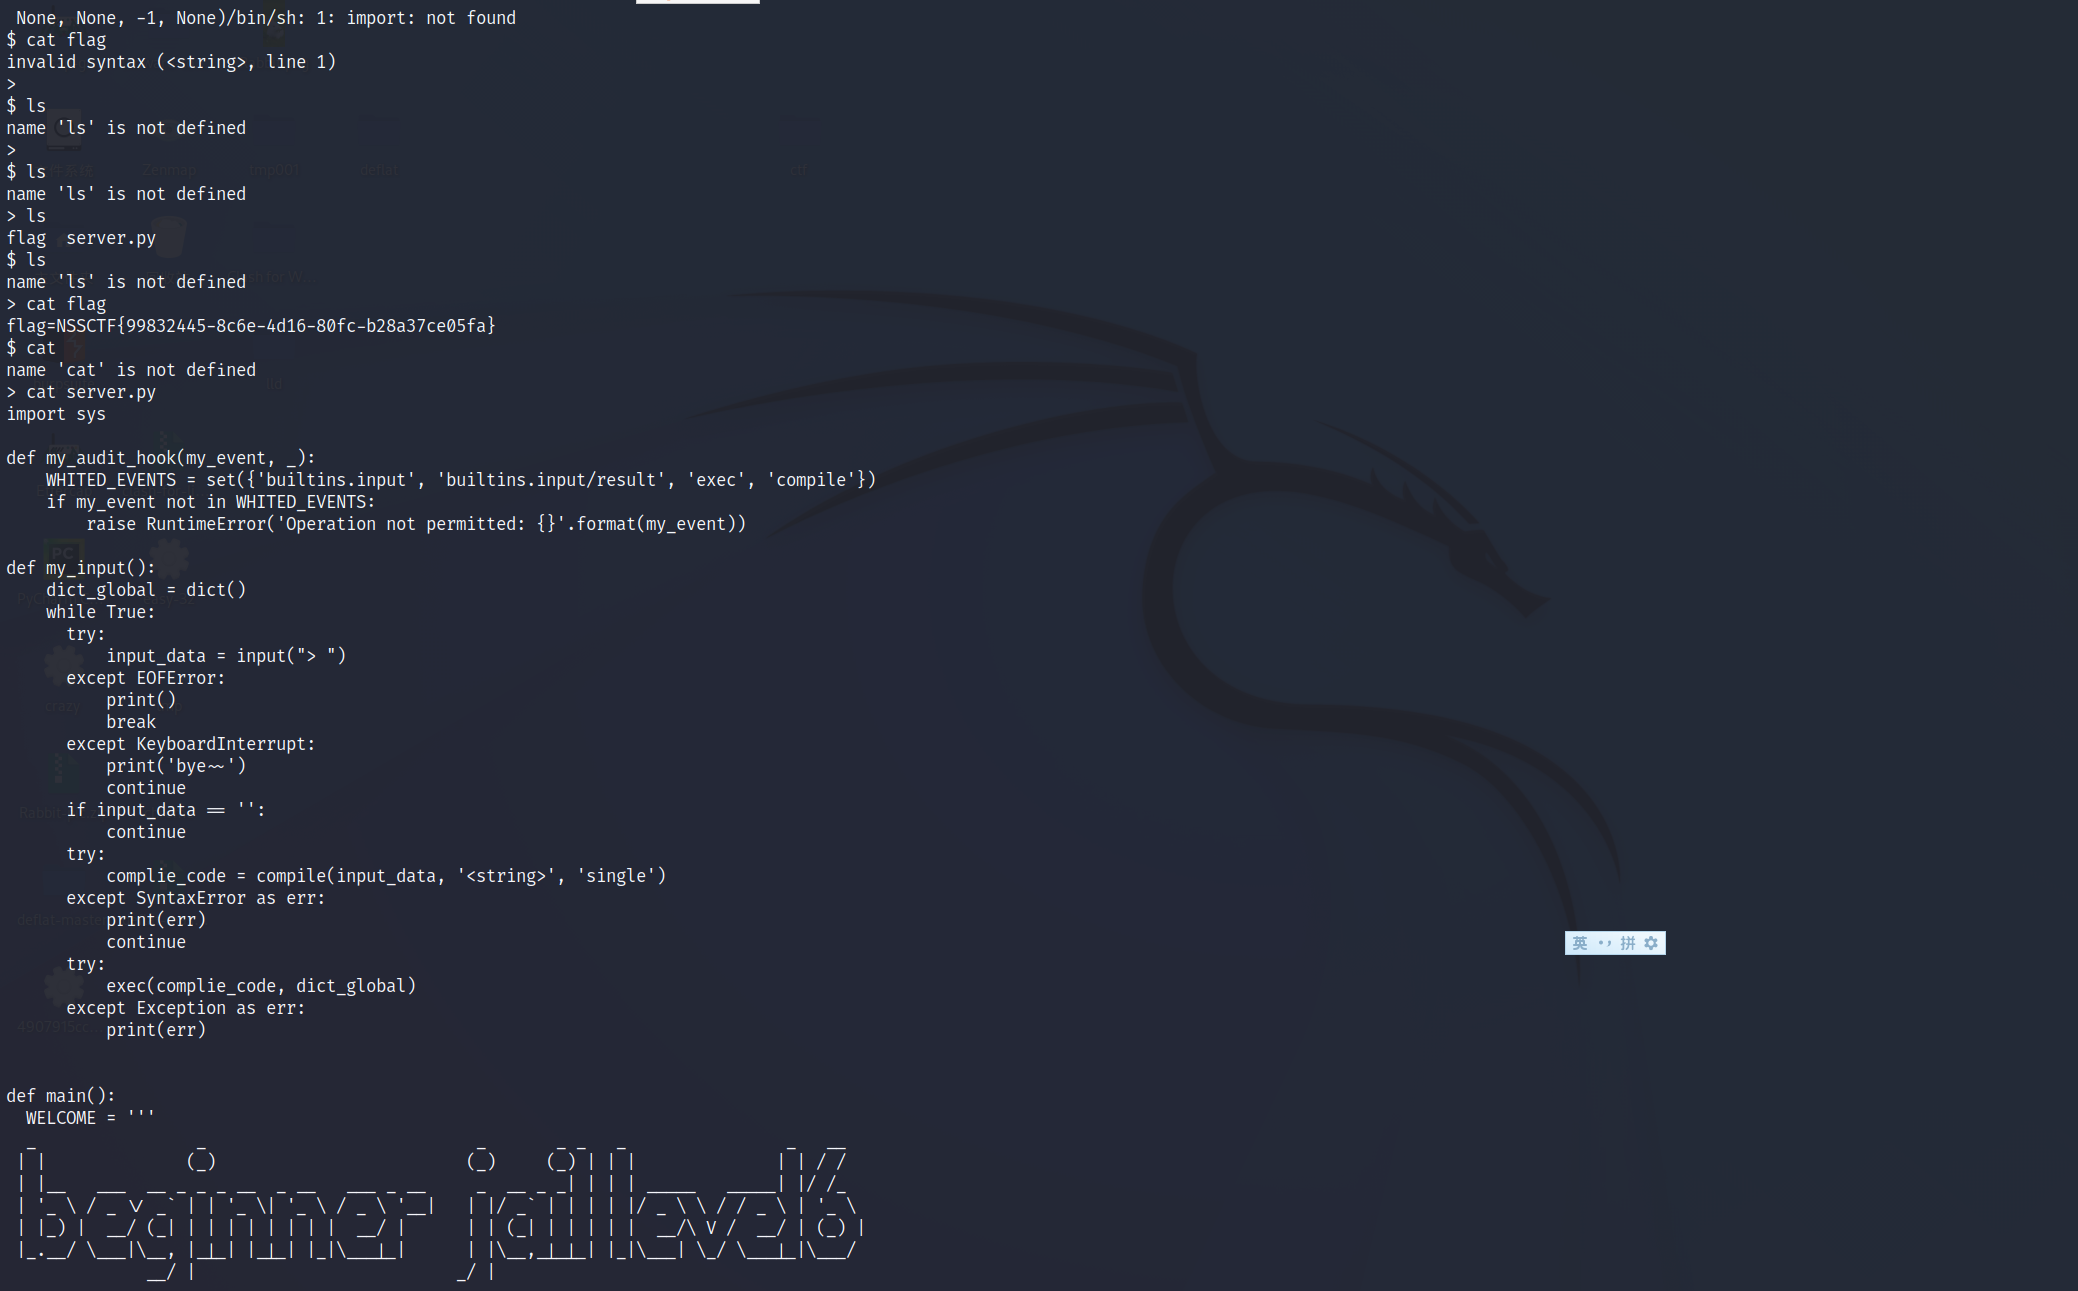 None, None, -1, None)/bin/sh: 1: import: not found
$ cat flag
invalid syntax (<string>, line 1)
>
$ ls
name 'ls' is not defined
>
$ ls
name 'ls' is not defined
> ls
flag  server.py
$ ls
name 'ls' is not defined
> cat flag
flag=NSSCTF{99832445-8c6e-4d16-80fc-b28a37ce05fa}
$ cat
name 'cat' is not defined
> cat server.py
import sys

def my_audit_hook(my_event, _):
    WHITED_EVENTS = set({'builtins.input', 'builtins.input/result', 'exec', 'compile'})
    if my_event not in WHITED_EVENTS:
        raise RuntimeError('Operation not permitted: {}'.format(my_event))

def my_input():
    dict_global = dict()
    while True:
      try:
          input_data = input("> ")
      except EOFError:
          print()
          break
      except KeyboardInterrupt:
          print('bye~~')
          continue
      if input_data == '':
          continue
      try:
          complie_code = compile(input_data, '<string>', 'single')
      except SyntaxError as err:
          print(err)
          continue
      try:
          exec(complie_code, dict_global)
      except Exception as err:
          print(err)

def main():
  WELCOME = '''
beginner jail level6
英 •, 拼